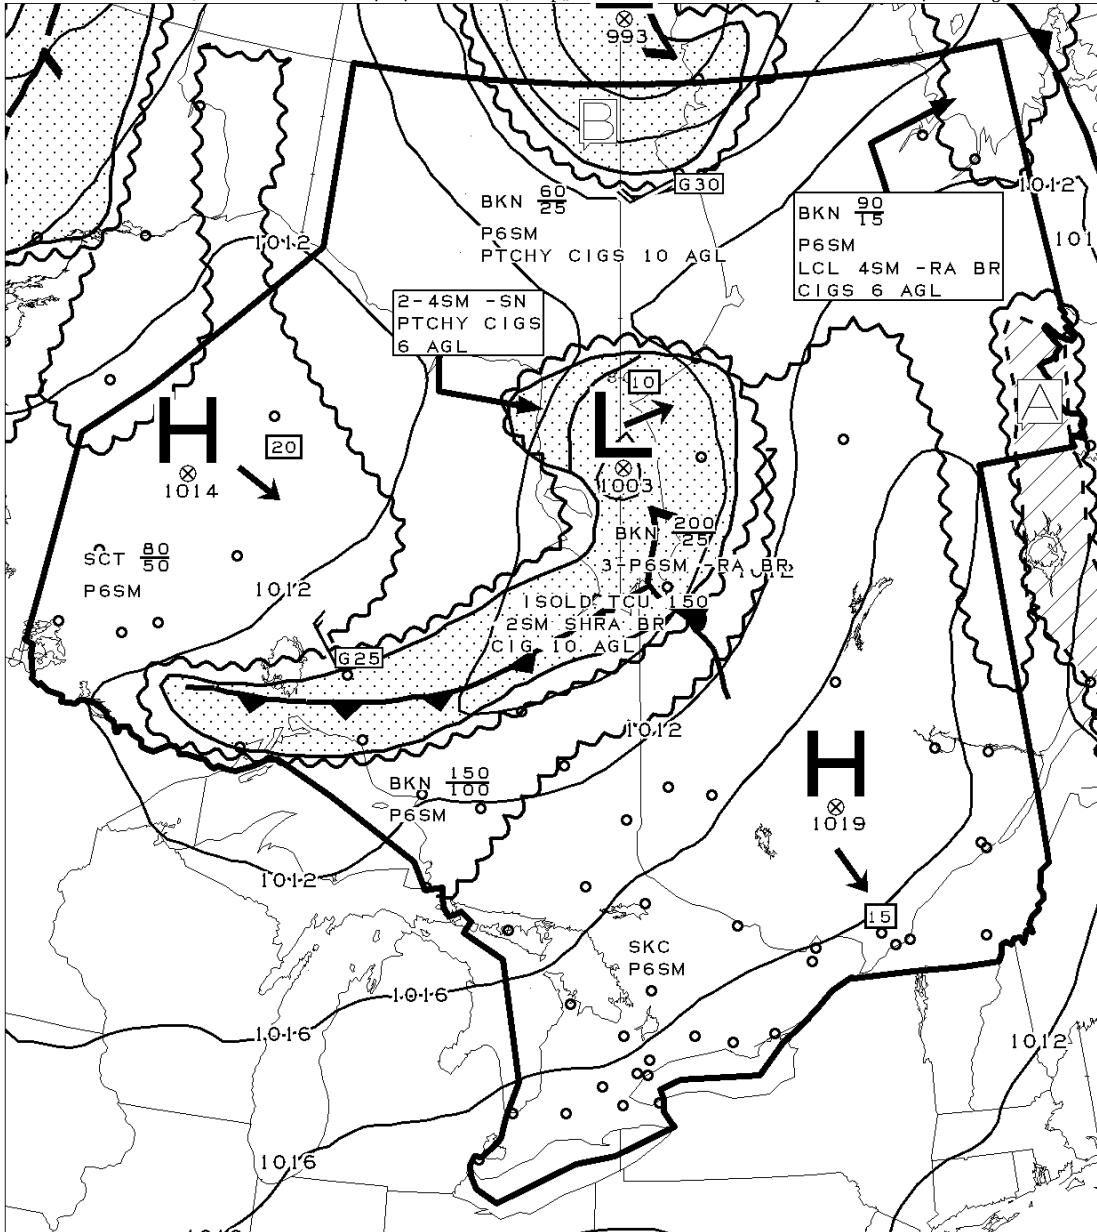 993
B
G30
BKN 60
25
P6SM
PTCHY CIGS 10 AGL
1012
BKN 90
15
P6SM
LCL 4SM -RA BR
CIGS 6 AGL
1012
101
2-4SM -SN
PTCHY CIGS
6 AGL
10
A
H
20
1014
L
1003
BKN 200
25
3-P6SM -RA BR
ISOLD TCU 150
2SM SHRA BR
CIG 10 AGL
SCT 80
50
P6SM
1012
G25
1012
BKN 150
100
P6SM
H
1019
1012
15
SKC
P6SM
1016
1016
1012
1016